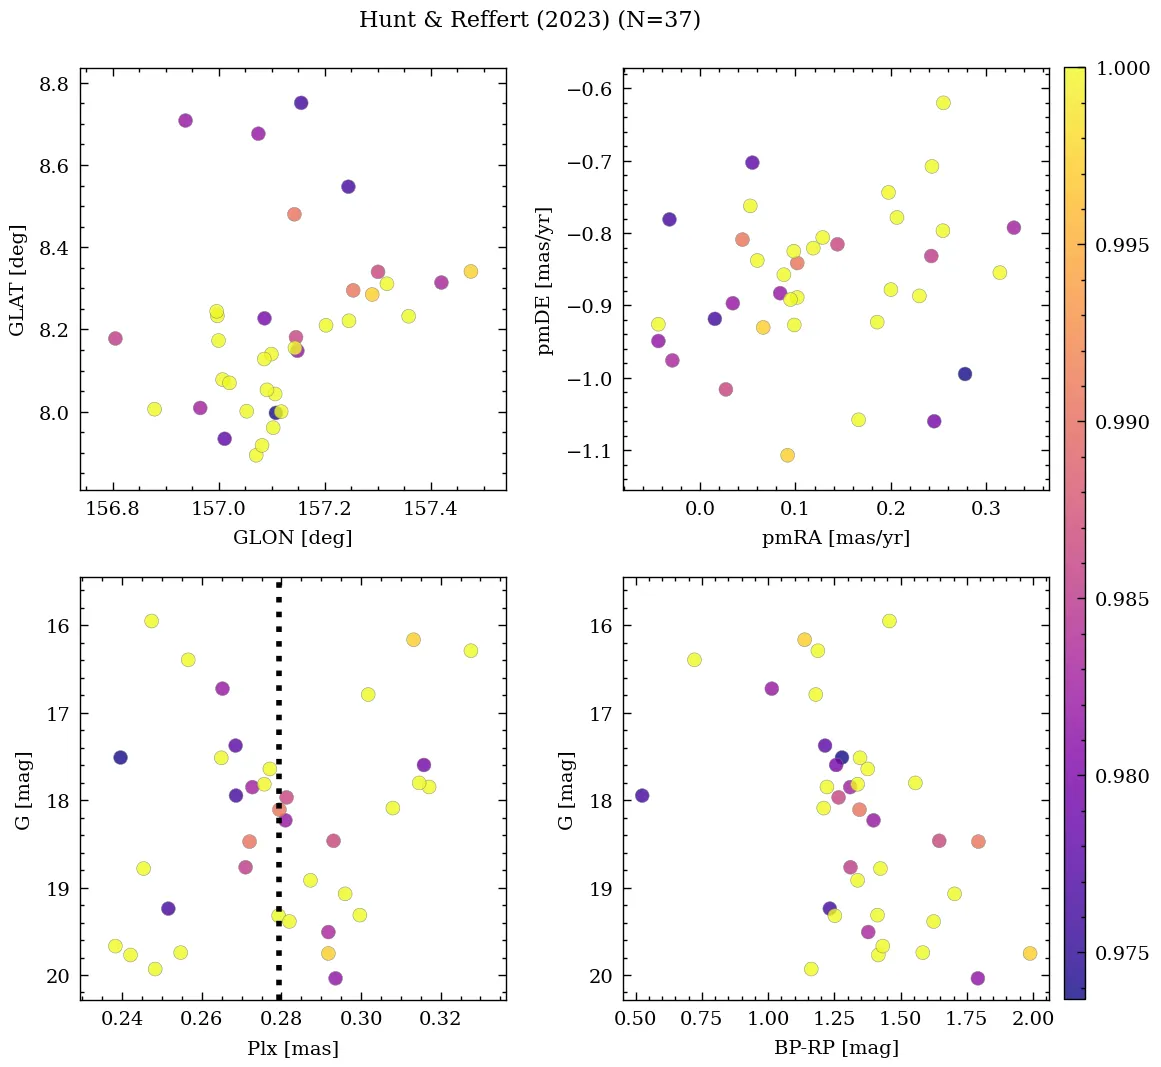 Hunt & Reffert (2023) (N=37)
8.8
8.6
8.4
8.2
8.0
GLAT [deg]
156.8 157.0 157.2 157.4
GLON [deg]
−0.6
−0.7
−0.8
−0.9
−1.0
−1.1
pmDE [mas/yr]
0.0 0.1 0.2 0.3
pmRA [mas/yr]
1.000
0.995
0.990
0.985
0.980
0.975
16
17
18
19
20
G [mag]
0.24 0.26 0.28 0.30 0.32
Plx [mas]
16
17
18
19
20
G [mag]
0.50 0.75 1.00 1.25 1.50 1.75 2.00
BP-RP [mag]